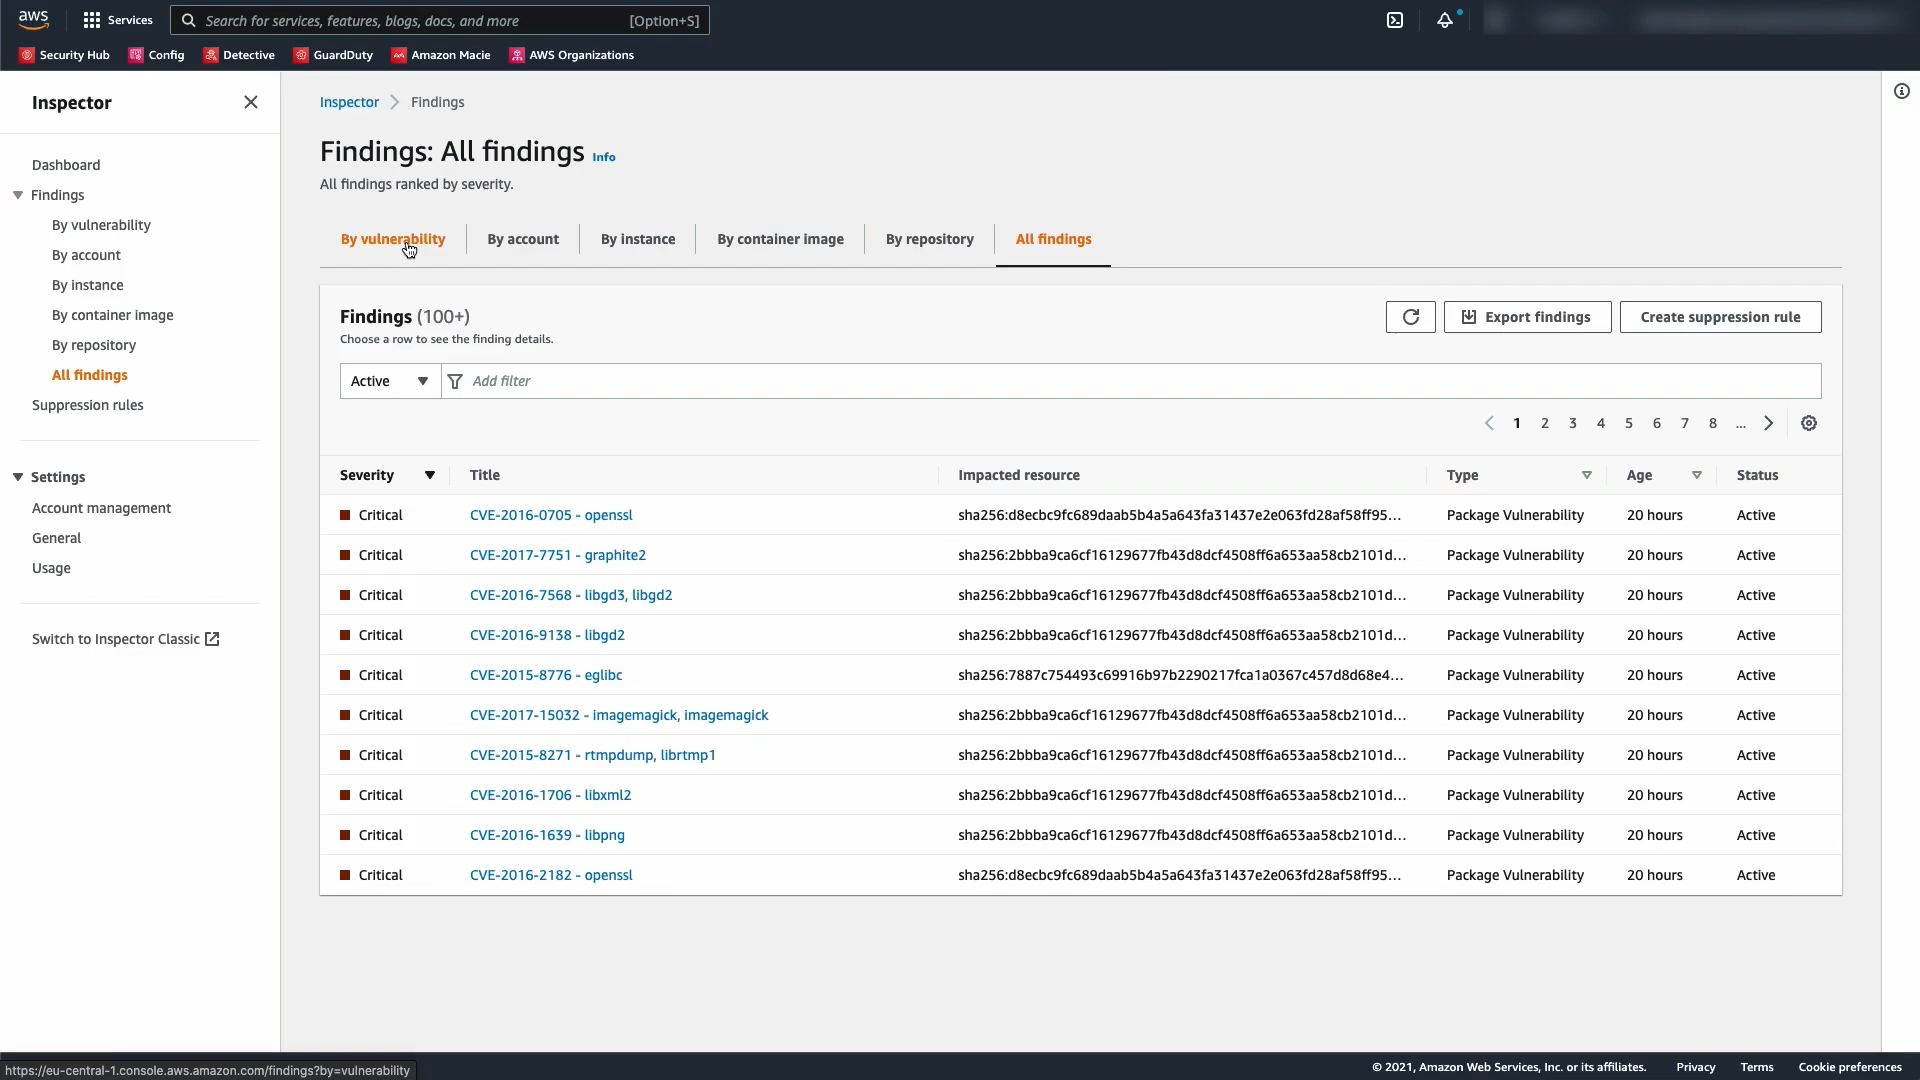 aws
Services
Search for services, features, blogs, docs, and more
[Option+S]
Security Hub
Config
Detective
GuardDuty
Amazon Macie
AWS Organizations
Inspector
Dashboard
Findings
By vulnerability
By account
By instance
By container image
By repository
All findings
Suppression rules
Settings
Account management
General
Usage
Switch to Inspector Classic
Inspector > Findings
Findings: All findings Info
All findings ranked by severity.
By vulnerability By account By instance By container image By repository All findings
Findings (100+)
Choose a row to see the finding details.
Export findings
Create suppression rule
Active Add filter
1 2 3 4 5 6 7 8 ...
Severity Title Impacted resource Type Age Status
Critical CVE-2016-0705 - openssl sha256:d8ecbc9fc689daab5b4a5a643fa31437e2e063fd28af58ff95... Package Vulnerability 20 hours Active
Critical CVE-2017-7751 - graphite2 sha256:2bbba9ca6cf16129677fb43d8dcf4508ff6a653aa58cb2101d... Package Vulnerability 20 hours Active
Critical CVE-2016-7568 - libgd3, libgd2 sha256:2bbba9ca6cf16129677fb43d8dcf4508ff6a653aa58cb2101d... Package Vulnerability 20 hours Active
Critical CVE-2016-9138 - libgd2 sha256:2bbba9ca6cf16129677fb43d8dcf4508ff6a653aa58cb2101d... Package Vulnerability 20 hours Active
Critical CVE-2015-8776 - eglibc sha256:7887c754493c69916b97b2290217fca1a0367c457d8d68e4... Package Vulnerability 20 hours Active
Critical CVE-2017-15032 - imagemagick, imagemagick sha256:2bbba9ca6cf16129677fb43d8dcf4508ff6a653aa58cb2101d... Package Vulnerability 20 hours Active
Critical CVE-2015-8271 - rtmpdump, librtmp1 sha256:2bbba9ca6cf16129677fb43d8dcf4508ff6a653aa58cb2101d... Package Vulnerability 20 hours Active
Critical CVE-2016-1706 - libxml2 sha256:2bbba9ca6cf16129677fb43d8dcf4508ff6a653aa58cb2101d... Package Vulnerability 20 hours Active
Critical CVE-2016-1639 - libpng sha256:2bbba9ca6cf16129677fb43d8dcf4508ff6a653aa58cb2101d... Package Vulnerability 20 hours Active
Critical CVE-2016-2182 - openssl sha256:d8ecbc9fc689daab5b4a5a643fa31437e2e063fd28af58ff95... Package Vulnerability 20 hours Active
https://eu-central-1.console.aws.amazon.com/findings?by=vulnerability
© 2021, Amazon Web Services, Inc. or its affiliates. Privacy Terms Cookie preferences